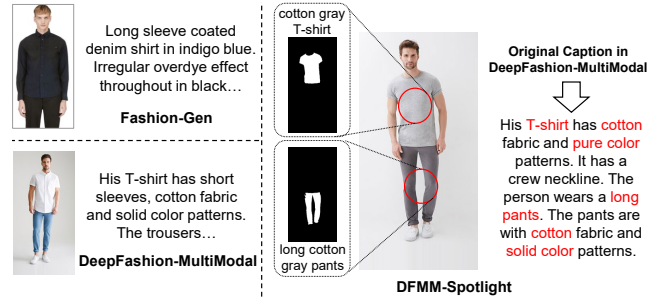 Long sleeve coated
denim shirt in indigo blue.
Irregular overdye effect
throughout in black…
Fashion-Gen
His T-shirt has short
sleeves, cotton fabric
and solid color patterns.
The trousers…
DeepFashion-MultiModal
cotton gray
T-shirt
long cotton
gray pants
DFMM-Spotlight
Original Caption in
DeepFashion-MultiModal
His T-shirt has cotton
fabric and pure color
patterns. It has a
crew neckline. The
person wears a long
pants. The pants are
with cotton fabric and
solid color patterns.